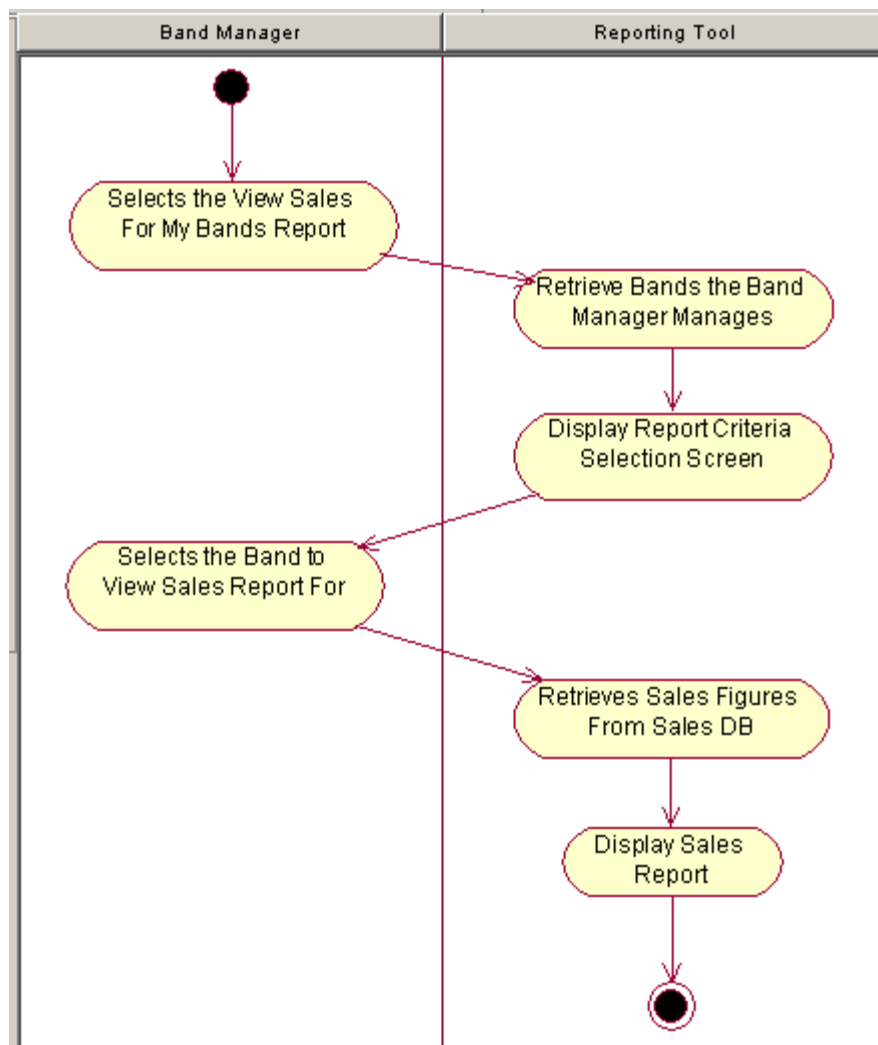 Band Manager
Reporting Tool
Selects the View Sales
For My Bands Report
Retrieve Bands the Band
Manager Manages
Display Report Criteria
Selection Screen
Selects the Band to
View Sales Report For
Retrieves Sales Figures
From Sales DB
Display Sales
Report